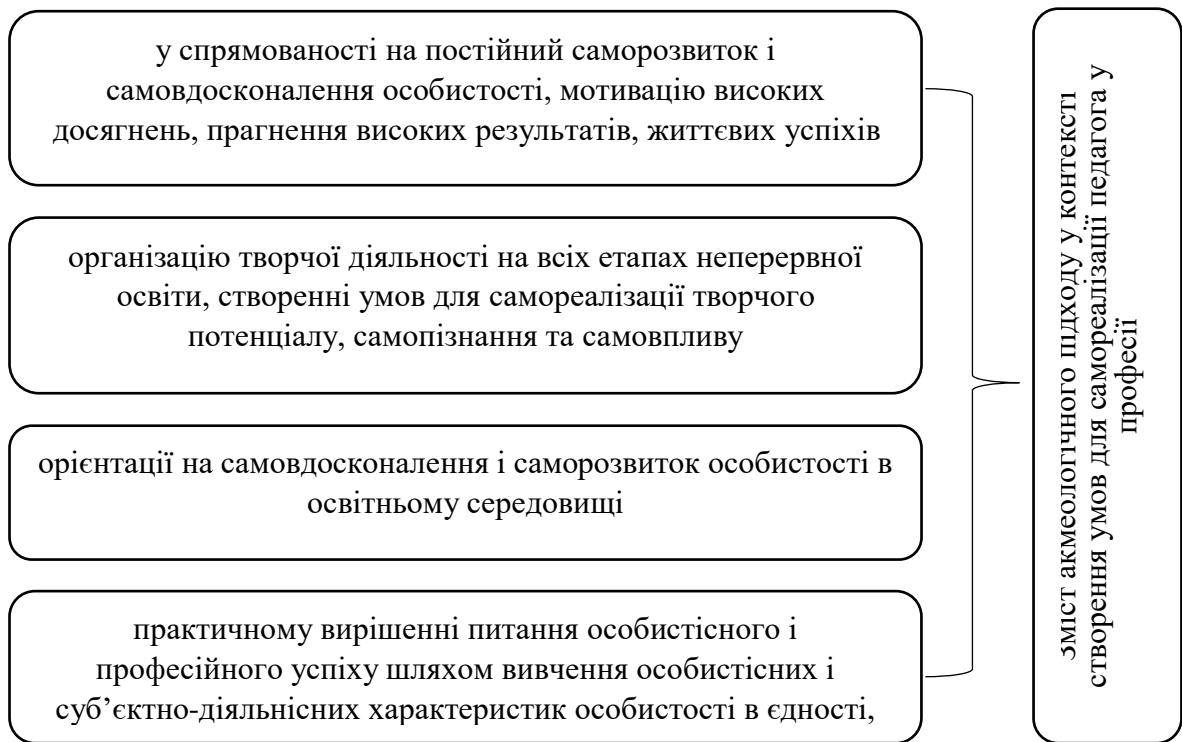 у спрямованості на постійний саморозвиток і
самовдосконалення особистості, мотивацію високих
досягнень, прагнення високих результатів, життєвих успіхів
організацію творчої діяльності на всіх етапах неперервної
освіти, створенні умов для самореалізації творчого
потенціалу, самопізнання та самовпливу
орієнтації на самовдосконалення і саморозвиток особистості в
освітньому середовищі
практичному вирішенні питання особистісного і
професійного успіху шляхом вивчення особистісних і
суб’єктно-діяльнісних характеристик особистості в єдності,
зміст акмеологічного підходу у контексті
створення умов для самореалізації педагога у
професії